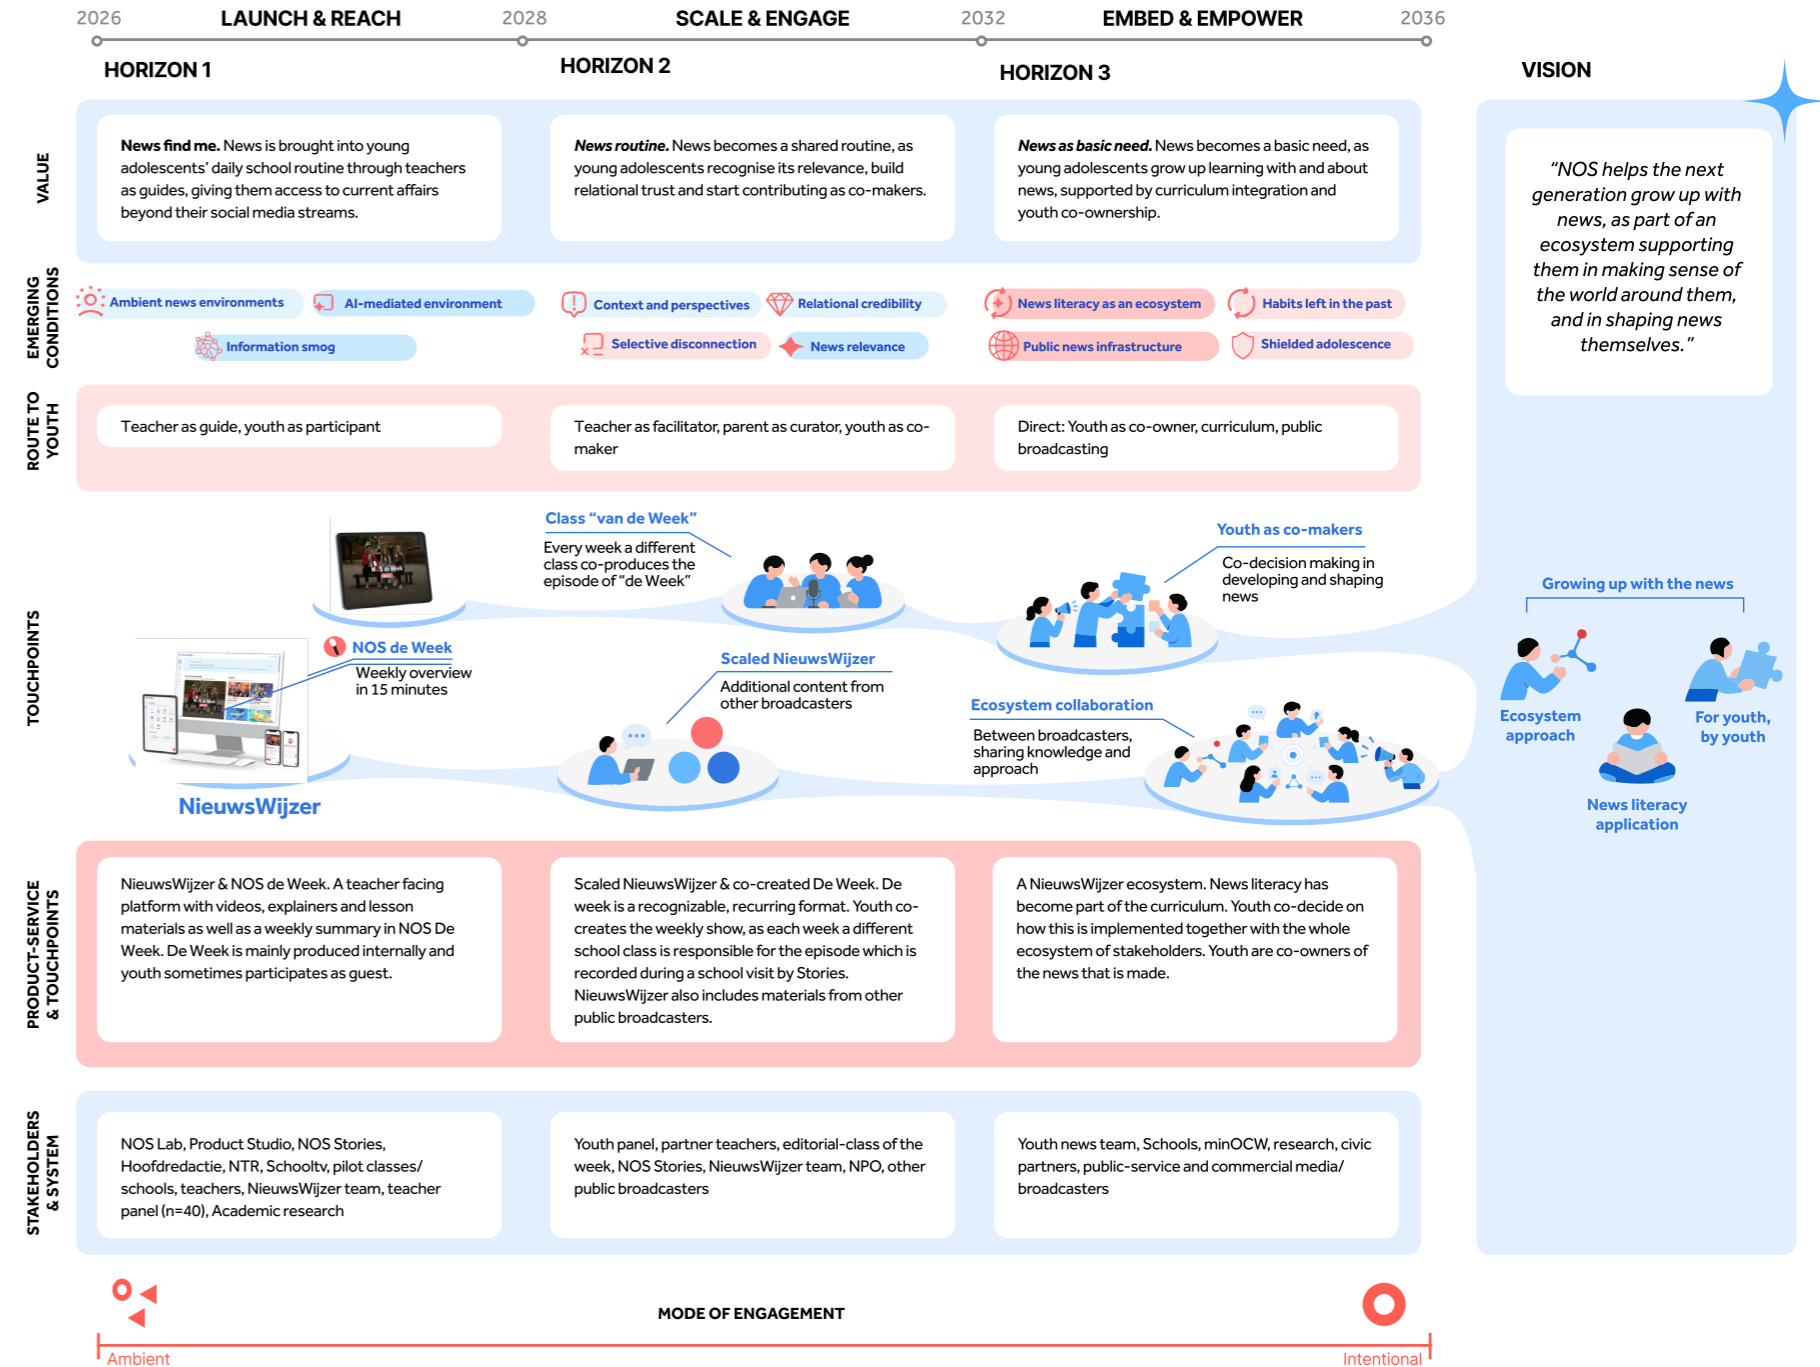 2026
LAUNCH & REACH
2028
SCALE & ENGAGE
2032
EMBED & EMPOWER
2036
HORIZON 1
HORIZON 2
HORIZON 3
VISION
VALUE
News find me. News is brought into young
adolescents’ daily school routine through teachers
as guides, giving them access to current affairs
beyond their social media streams.
News routine. News becomes a shared routine, as
young adolescents recognise its relevance, build
relational trust and start contributing as co-makers.
News as basic need. News becomes a basic need, as
young adolescents grow up learning with and about
news, supported by curriculum integration and
youth co-ownership.
“NOS helps the next
generation grow up with
news, as part of an
ecosystem supporting
them in making sense of
the world around them,
and in shaping news
themselves.”
EMERGING
CONDITIONS
Ambient news environments
AI-mediated environment
Information smog
Context and perspectives
Relational credibility
Selective disconnection
News relevance
News literacy as an ecosystem
Habits left in the past
Public news infrastructure
Shielded adolescence
ROUTE TO
YOUTH
Teacher as guide, youth as participant
Teacher as facilitator, parent as curator, youth as co-
maker
Direct: Youth as co-owner, curriculum, public
broadcasting
TOUCHPOINTS
NOS de Week
Weekly overview
in 15 minutes
NieuwsWijzer
Class “van de Week”
Every week a different
class co-produces the
episode of “de Week”
Scaled NieuwsWijzer
Additional content from
other broadcasters
Youth as co-makers
Co-decision making in
developing and shaping
news
Ecosystem collaboration
Between broadcasters,
sharing knowledge and
approach
Growing up with the news
Ecosystem
approach
For youth,
by youth
News literacy
application
PRODUCT-SERVICE
& TOUCHPOINTS
NieuwsWijzer & NOS de Week. A teacher facing
platform with videos, explainers and lesson
materials as well as a weekly summary in NOS De
Week. De Week is mainly produced internally and
youth sometimes participates as guest.
Scaled NieuwsWijzer & co-created De Week. De
week is a recognizable, recurring format. Youth co-
creates the weekly show, as each week a different
school class is responsible for the episode which is
recorded during a school visit by Stories.
NieuwsWijzer also includes materials from other
public broadcasters.
A NieuwsWijzer ecosystem. News literacy has
become part of the curriculum. Youth co-decide on
how this is implemented together with the whole
ecosystem of stakeholders. Youth are co-owners of
the news that is made.
STAKEHOLDERS
& SYSTEM
NOS Lab, Product Studio, NOS Stories,
Hoofdredactie, NTR, Schooltv, pilot classes/
schools, teachers, NieuwsWijzer team, teacher
panel (n=40), Academic research
Youth panel, partner teachers, editorial-class of the
week, NOS Stories, NieuwsWijzer team, NPO, other
public broadcasters
Youth news team, Schools, minOCW, research, civic
partners, public-service and commercial media/
broadcasters
MODE OF ENGAGEMENT
Ambient
Intentional